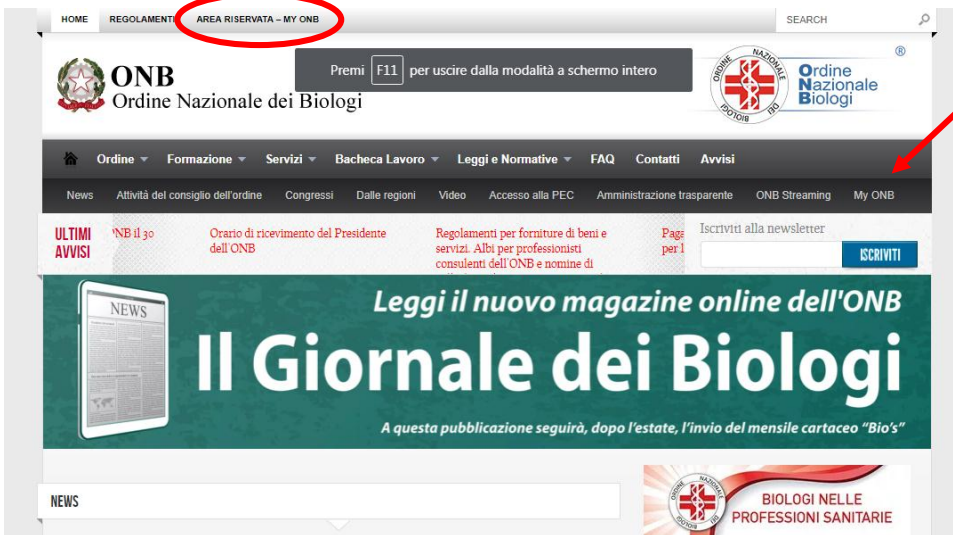 HOME REGOLAMENTI AREA RISERVATA – MY ONB SEARCH
Premi F11 per uscire dalla modalità a schermo intero
ONB
Ordine Nazionale dei Biologi
ORDINE NAZIONALE DEI BIOLOGI
®
Ordine
Nazionale
Biologi
Ordine Formazione Servizi Bacheca Lavoro Leggi e Normative FAQ Contatti Avvisi
News Attività del consiglio dell'ordine Congressi Dalle regioni Video Accesso alla PEC Amministrazione trasparente ONB Streaming My ONB
ULTIMI
AVVISI
il 30
Orario di ricevimento del Presidente
dell'ONB
Regolamenti per forniture di beni e
servizi. Albi per professionisti
consulenti dell'ONB e nomine di
per l
Iscriviti alla newsletter
ISCRIVITI
NEWS
Leggi il nuovo magazine online dell'ONB
Il Giornale dei Biologi
A questa pubblicazione seguirà, dopo l'estate, l'invio del mensile cartaceo "Bio's"
NEWS
BIOLOGI NELLE
PROFESSIONI SANITARIE